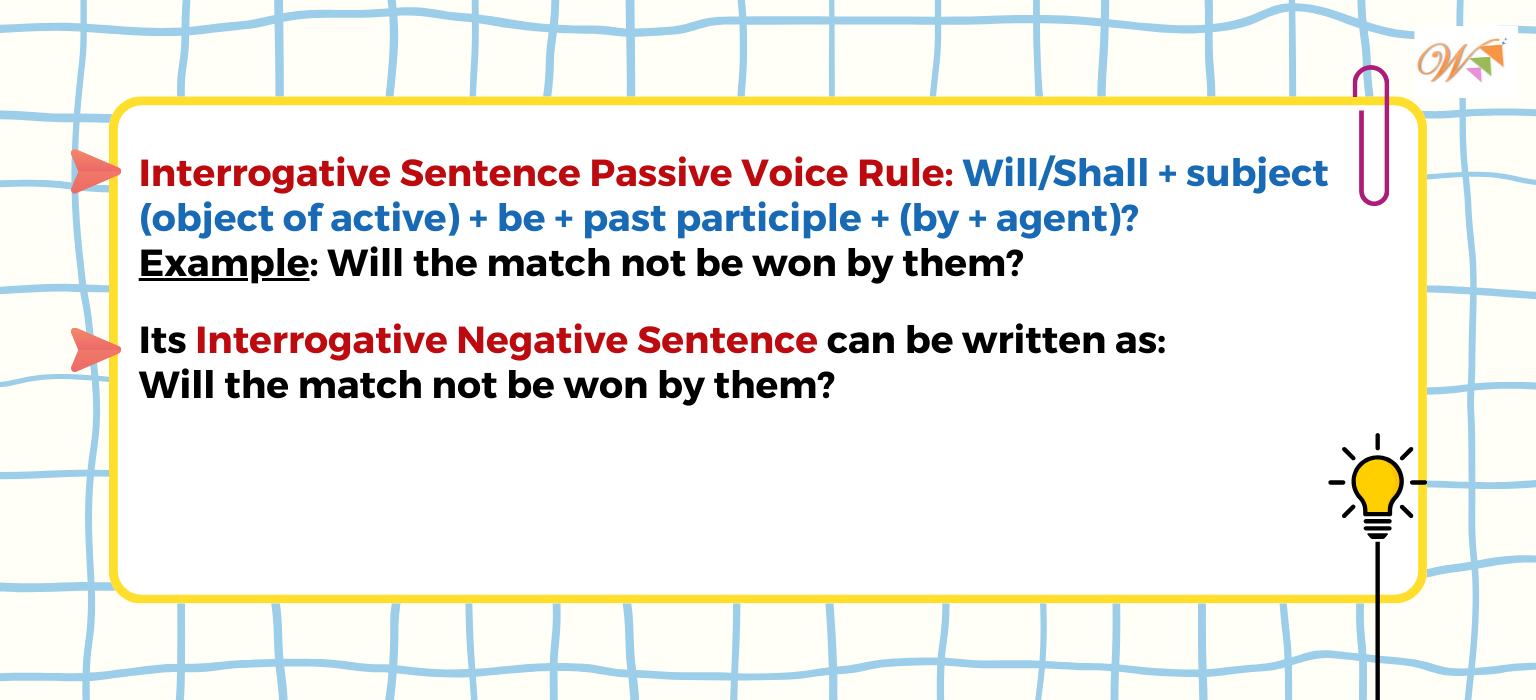 Interrogative Sentence Passive Voice Rule: Will/Shall + subject
(object of active) + be + past participle + (by + agent)?
Example: Will the match not be won by them?
Its Interrogative Negative Sentence can be written as:
Will the match not be won by them?
W